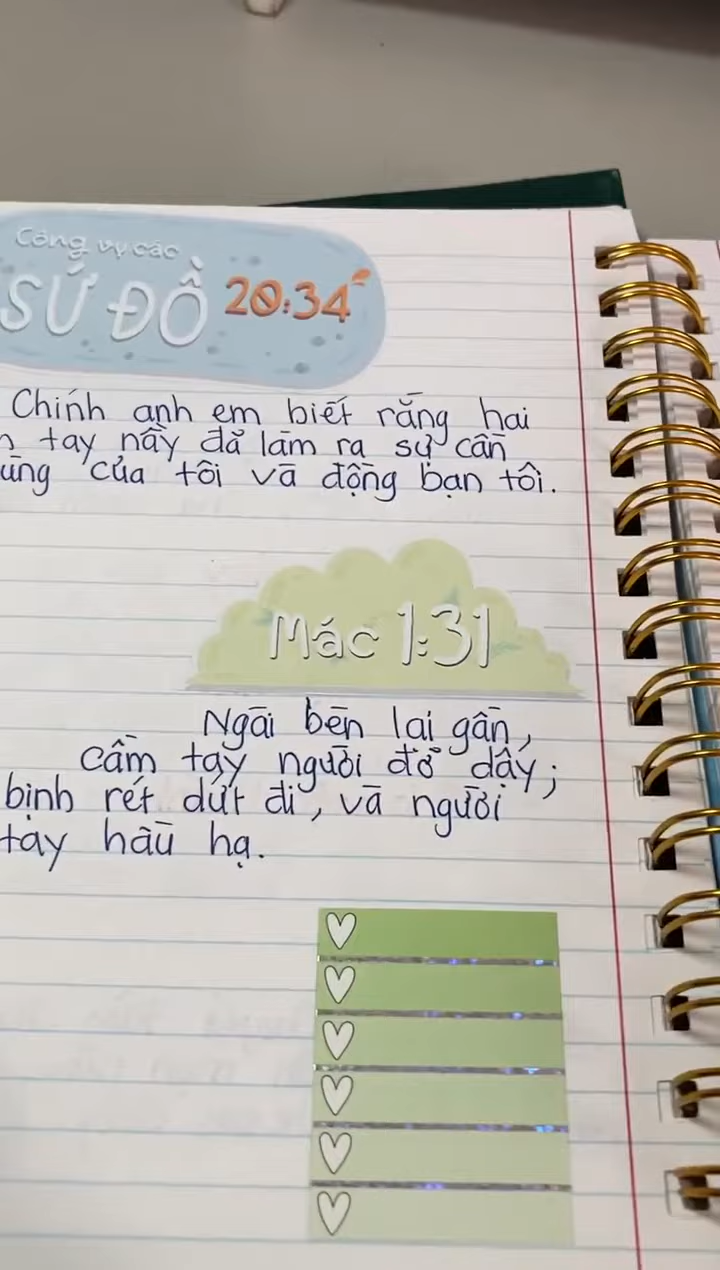 Công vụ các
SỨ ĐỒ 20:34
Chính anh em biết rằng hai
tay nầy đã làm ra sự cần
của tôi và đồng bạn tôi.
Mác 1:31
Ngài bèn lại gần,
cầm tay người đỡ dậy;
bịnh rét dứt đi, và người
tay hầu hạ.